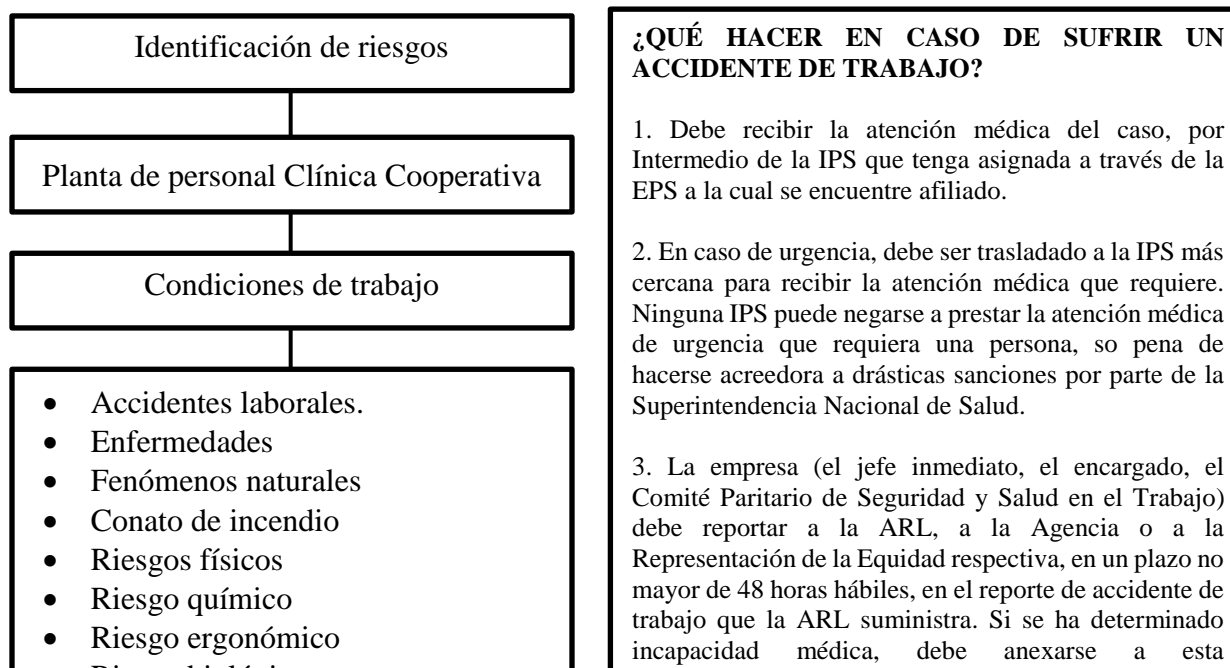 Identificación de riesgos
Planta de personal Clínica Cooperativa
Condiciones de trabajo
• Accidentes laborales.
• Enfermedades
• Fenómenos naturales
• Conato de incendio
• Riesgos físicos
• Riesgo químico
• Riesgo ergonómico
¿QUÉ HACER EN CASO DE SUFRIR UN
ACCIDENTE DE TRABAJO?
1. Debe recibir la atención médica del caso, por
Intermedio de la IPS que tenga asignada a través de la
EPS a la cual se encuentre afiliado.
2. En caso de urgencia, debe ser trasladado a la IPS más
cercana para recibir la atención médica que requiere.
Ninguna IPS puede negarse a prestar la atención médica
de urgencia que requiera una persona, so pena de
hacerse acreedora a drásticas sanciones por parte de la
Superintendencia Nacional de Salud.
3. La empresa (el jefe inmediato, el encargado, el
Comité Paritario de Seguridad y Salud en el Trabajo)
debe reportar a la ARL, a la Agencia o a la
Representación de la Equidad respectiva, en un plazo no
mayor de 48 horas hábiles, en el reporte de accidente de
trabajo que la ARL suministra. Si se ha determinado
incapacidad médica, debe anexarse a esta